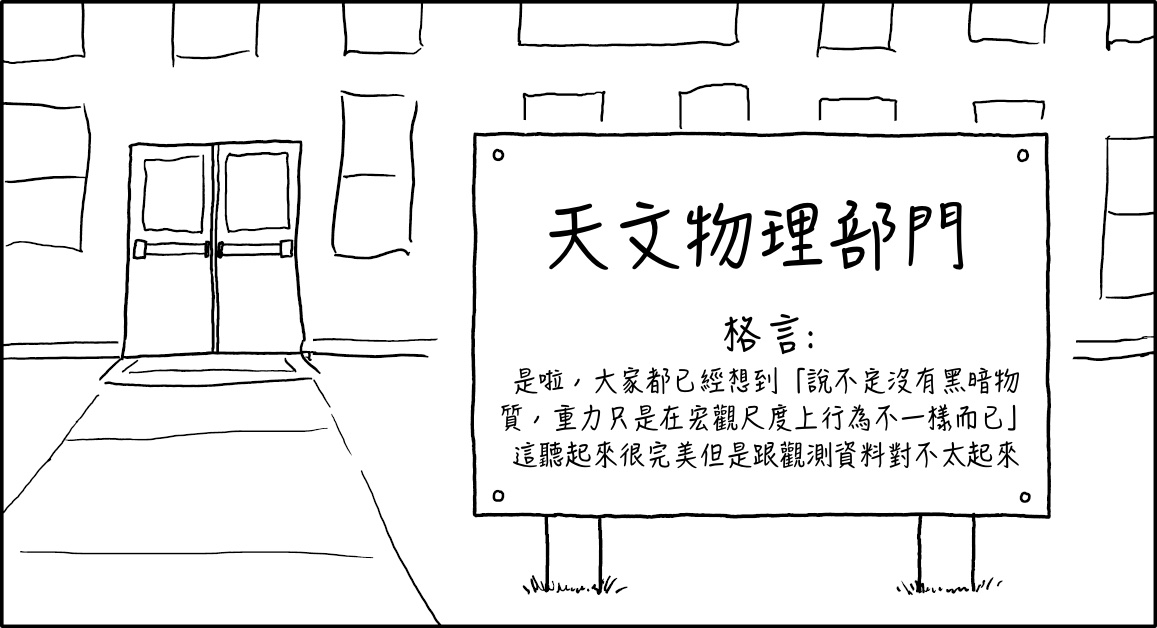 天文物理部門
格言:
是啦，大家都已經想到「說不定沒有黑暗物
質，重力只是在宏觀尺度上行為不一樣而已」
這聽起來很完美但是跟觀測資料對不太起來